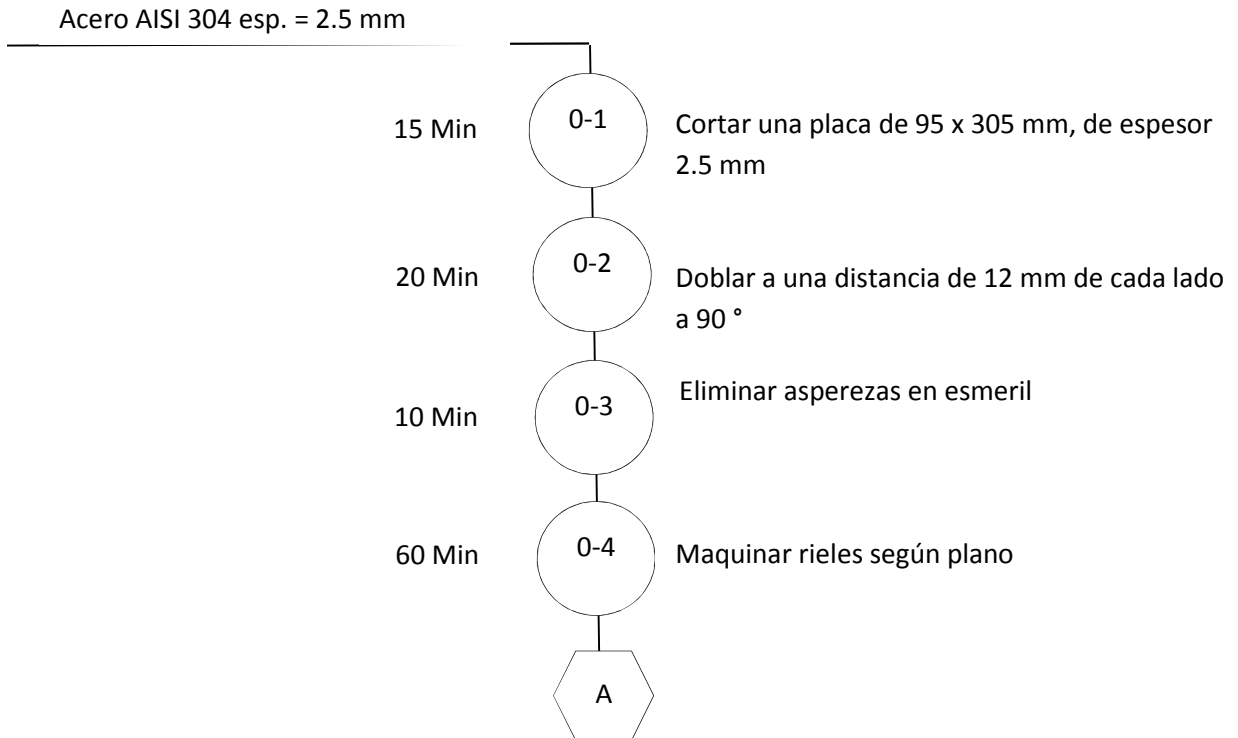 Acero AISI 304 esp. = 2.5 mm
15 Min
0-1
Cortar una placa de 95 x 305 mm, de espesor
2.5 mm
20 Min
0-2
Doblar a una distancia de 12 mm de cada lado
a 90 °
10 Min
0-3
Eliminar asperezas en esmeril
60 Min
0-4
Maquinar rieles según plano
A